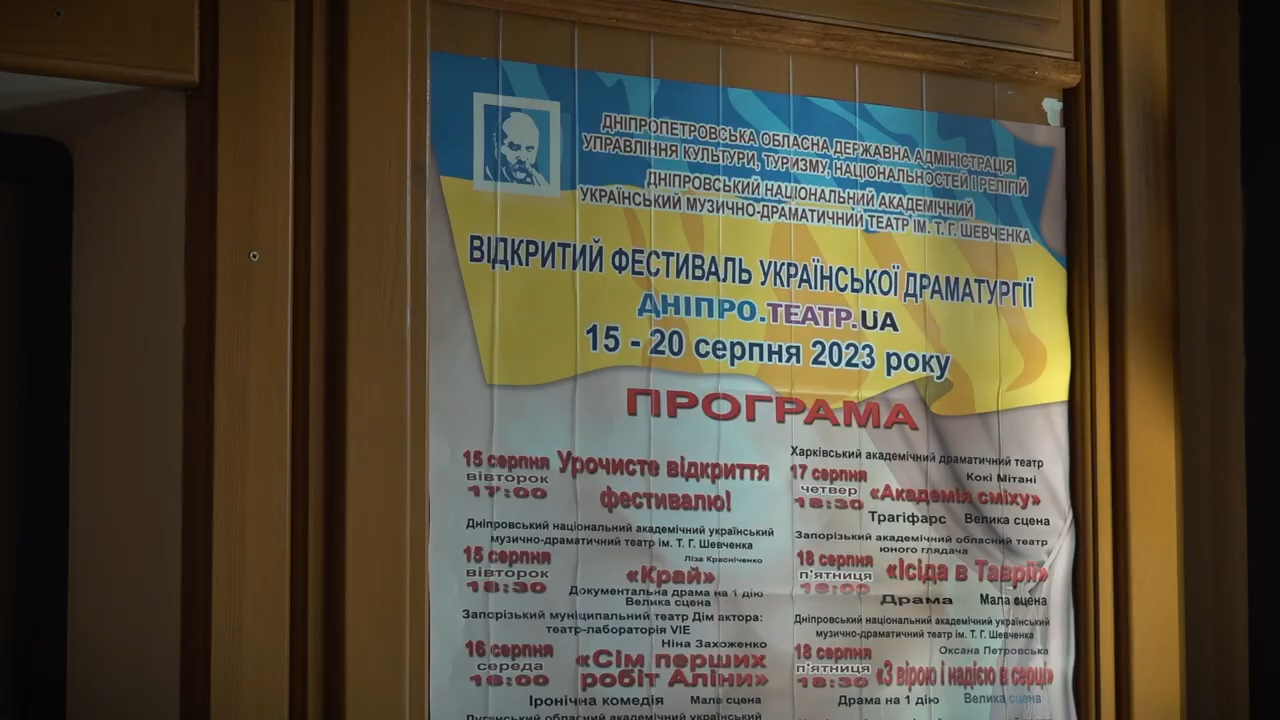 ДНІПРОПЕТРОВСЬКА ОБЛАСНА ДЕРЖАВНА АДМІНІСТРАЦІЯ
УПРАВЛІННЯ КУЛЬТУРИ, ТУРИЗМУ, НАЦІОНАЛЬНОСТЕЙ І РЕЛІГІЙ
ДНІПРОВСЬКИЙ НАЦІОНАЛЬНИЙ АКАДЕМІЧНИЙ
УКРАЇНСЬКИЙ МУЗИЧНО-ДРАМАТИЧНИЙ ТЕАТР ІМ. Т. Г. ШЕВЧЕНКА
ВІДКРИТИЙ ФЕСТИВАЛЬ УКРАЇНСЬКОЇ ДРАМАТУРГІЇ
ДНІПРО.ТЕАТР.UA
15 - 20 серпня 2023 року
ПРОГРАМА
15 серпня
вівторок
17:00
Урочисте відкриття
фестивалю!
Дніпровський національний академічний український
музично-драматичний театр ім. Т. Г. Шевченка
15 серпня
вівторок
18:30
Ліза Красніченко
«Край»
Документальна драма на 1 дію
Велика сцена
Запорізький муніципальний театр Дім актора:
театр-лабораторія VIE
16 серпня
середа
16:00
Ніна Захоженко
«Сім перших
робіт Аліни»
Іронічна комедія Мала сцена
Луганський обласний академічний український
Харківський академічний драматичний театр
17 серпня
четвер
18:30
Кокі Мітані
«Академія сміху»
Трагіфарс Велика сцена
Запорізький академічний обласний театр
юного глядача
18 серпня
п'ятниця
16:00
«Ісіда в Таврії»
Драма Мала сцена
Дніпровський національний академічний український
музично-драматичний театр ім. Т. Г. Шевченка
18 серпня
п'ятниця
18:30
Оксана Петровська
«З вірою і надією в серці»
Драма на 1 дію Велика сцена